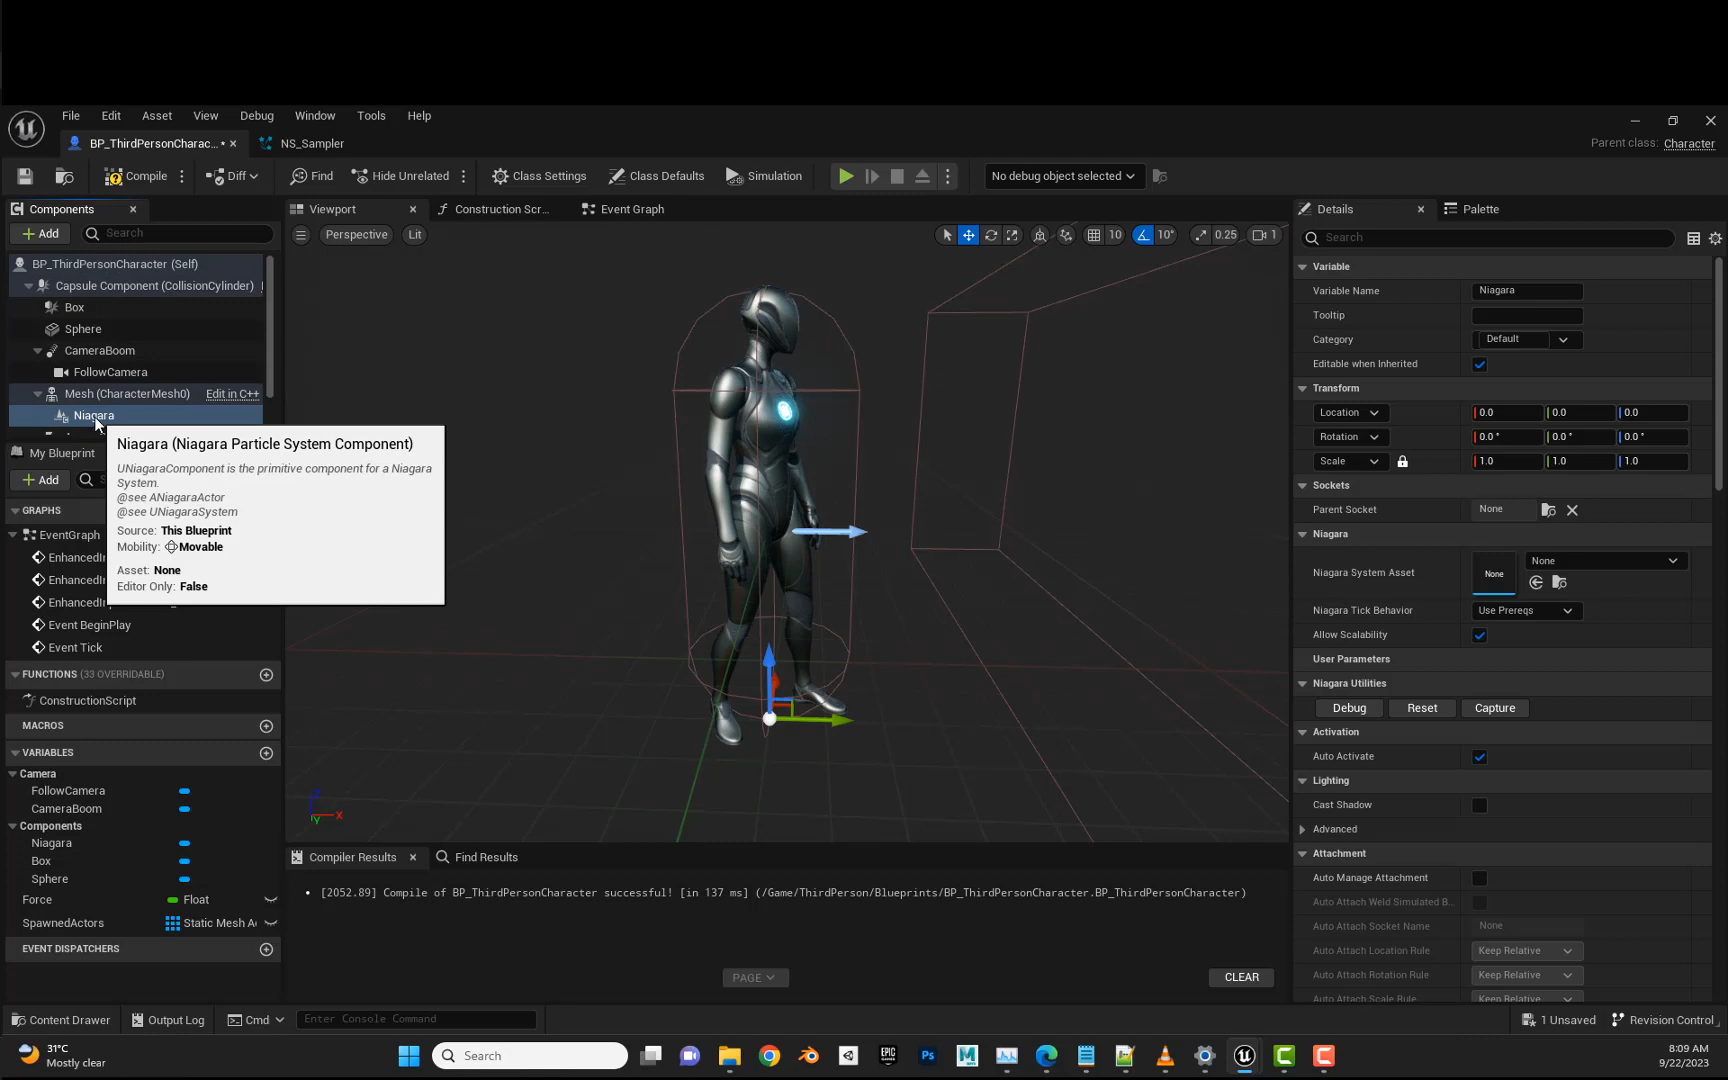 File Edit Asset View Debug Window Tools Help
BP_ThirdPersonCharac... •
NS_Sampler
Parent class: Character
Compile
Diff
Find
Hide Unrelated
Class Settings
Class Defaults
Simulation
No debug object selected
Components
Viewport
Construction Scr...
Event Graph
Details
Palette
Add
Search
Perspective
Lit
10
10°
0.25
1
Search
BP_ThirdPersonCharacter (Self)
Capsule Component (CollisionCylinder)
Box
Sphere
CameraBoom
FollowCamera
Mesh (CharacterMesh0) Edit in C++
Niagara
Niagara (Niagara Particle System Component)
UNiagaraComponent is the primitive component for a Niagara
System.
@see ANiagaraActor
@see UNiagaraSystem
Source: This Blueprint
Mobility: Movable
Asset: None
Editor Only: False
My Blueprint
Add
GRAPHS
EventGraph
EnhancedIn
EnhancedIn
Event BeginPlay
Event Tick
FUNCTIONS (33 OVERRIDABLE)
ConstructionScript
MACROS
VARIABLES
Camera
FollowCamera
CameraBoom
Components
Niagara
Box
Sphere
Force Float
SpawnedActors Static Mesh A
EVENT DISPATCHERS
Z
X
Y
Compiler Results
Find Results
• [2052.89] Compile of BP_ThirdPersonCharacter successful! [in 137 ms] (/Game/ThirdPerson/Blueprints/BP_ThirdPersonCharacter.BP_ThirdPersonCharacter)
PAGE
CLEAR
Variable
Variable Name Niagara
Tooltip
Category Default
Editable when Inherited
Transform
Location 0.0 0.0 0.0
Rotation 0.0 ° 0.0 ° 0.0 °
Scale 1.0 1.0 1.0
Sockets
Parent Socket None
Niagara
Niagara System Asset None None
Niagara Tick Behavior Use Prereqs
Allow Scalability
User Parameters
Niagara Utilities
Debug Reset Capture
Activation
Auto Activate
Lighting
Cast Shadow
Advanced
Attachment
Auto Manage Attachment
Auto Attach Weld Simulated B...
Auto Attach Socket Name None
Auto Attach Location Rule Keep Relative
Auto Attach Rotation Rule Keep Relative
Auto Attach Scale Rule Keep Relative
Content Drawer
Output Log
Cmd
Enter Console Command
1 Unsaved
Revision Control
31°C
Mostly clear
Search
EPIC
GAMES
Ps
M
8:09 AM
9/22/2023